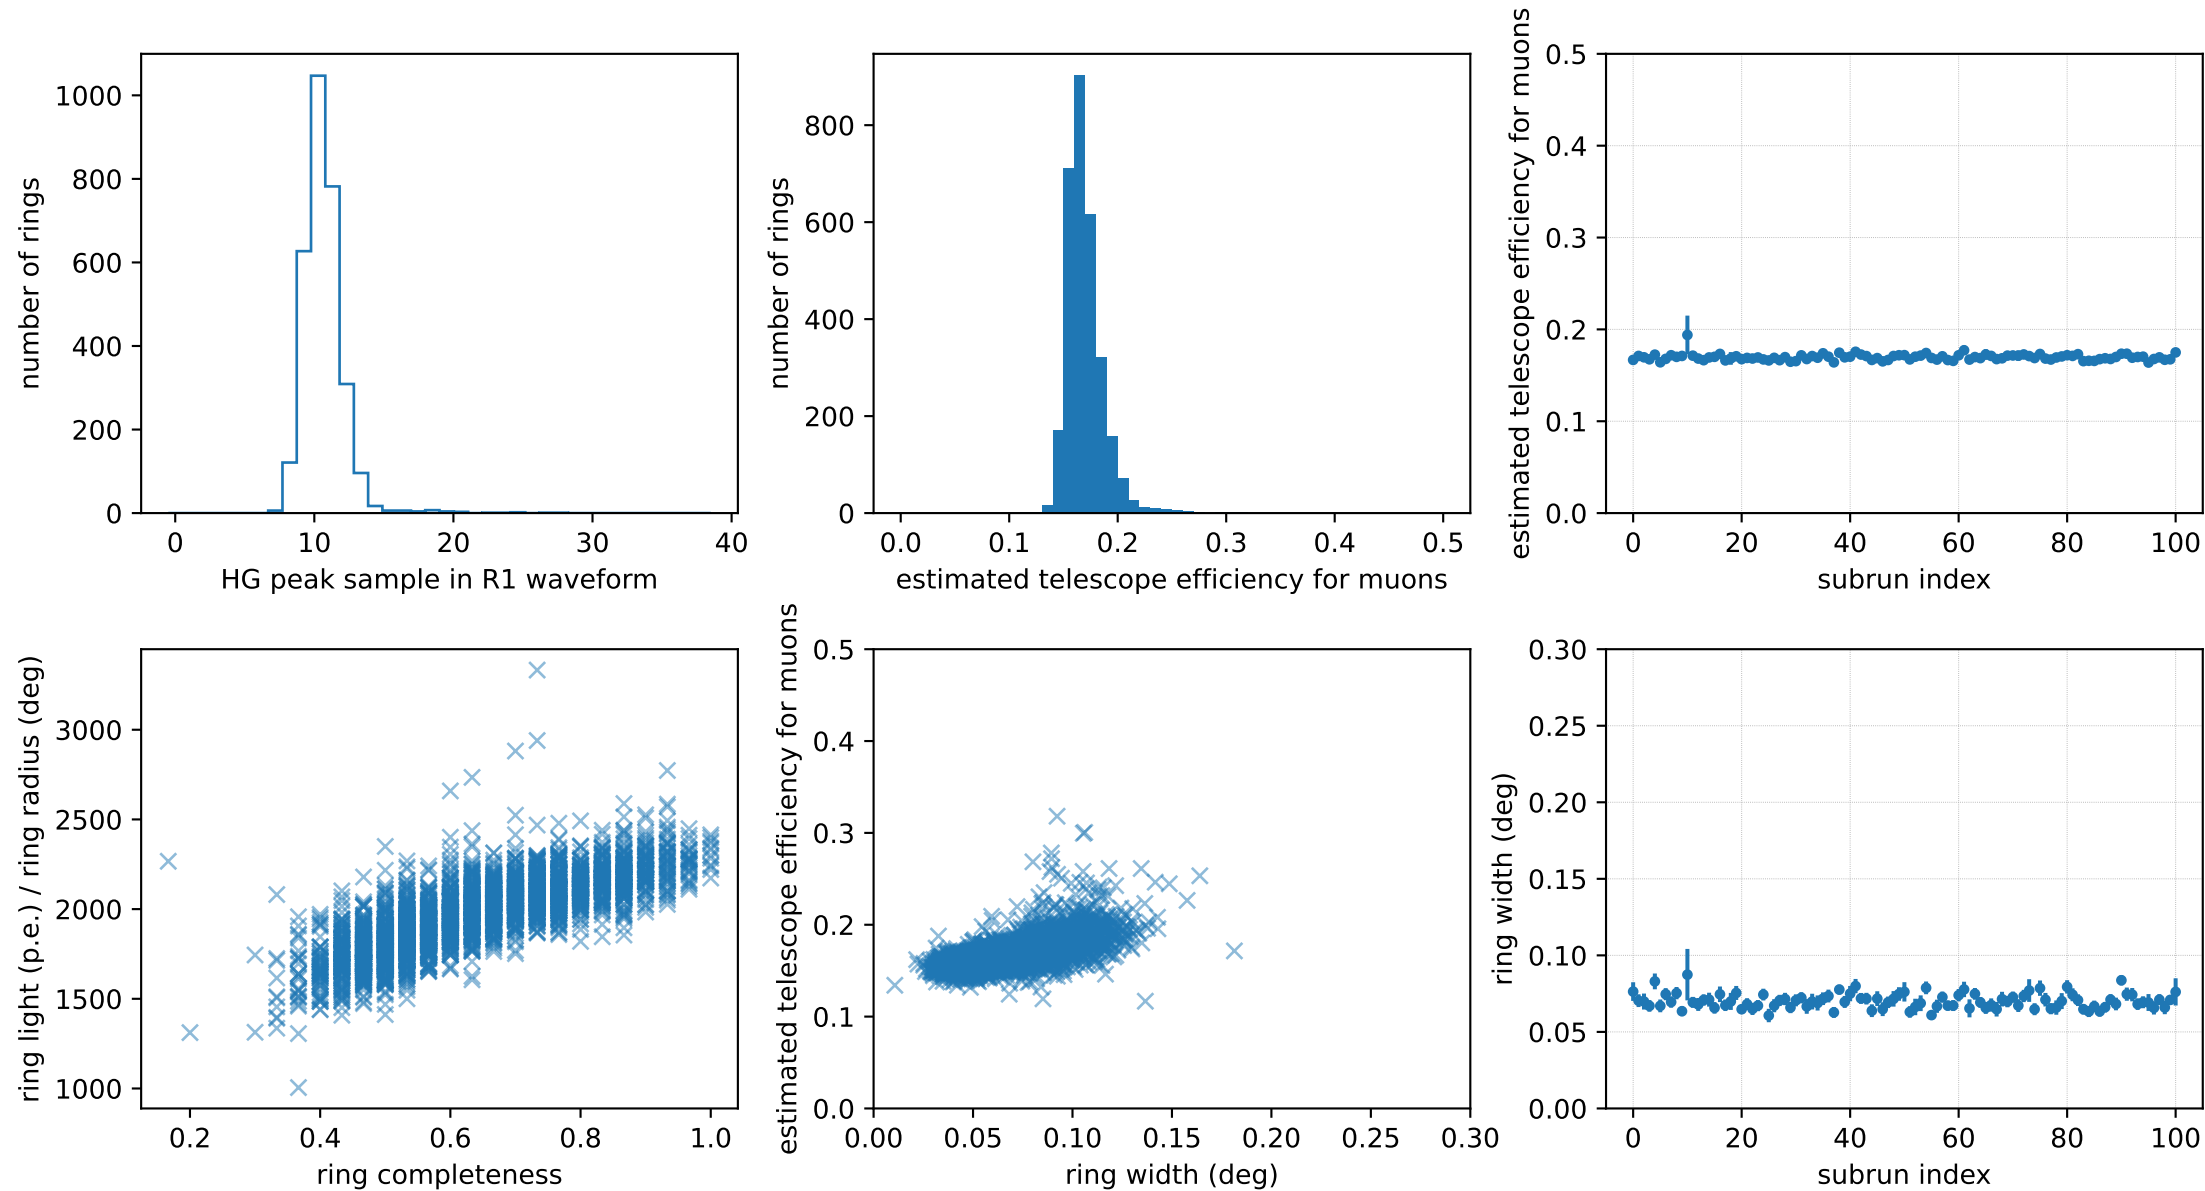 number of rings
1000
800
600
400
200
0
0 10 20 30 40
HG peak sample in R1 waveform
number of rings
800
600
400
200
0
0.0 0.1 0.2 0.3 0.4 0.5
estimated telescope efficiency for muons
estimated telescope efficiency for muons
0.5
0.4
0.3
0.2
0.1
0.0
0 20 40 60 80 100
subrun index
ring light (p.e.) / ring radius (deg)
3000
2500
2000
1500
1000
0.2 0.4 0.6 0.8 1.0
ring completeness
estimated telescope efficiency for muons
0.5
0.4
0.3
0.2
0.1
0.0
0.00 0.05 0.10 0.15 0.20 0.25 0.30
ring width (deg)
ring width (deg)
0.30
0.25
0.20
0.15
0.10
0.05
0.00
0 20 40 60 80 100
subrun index